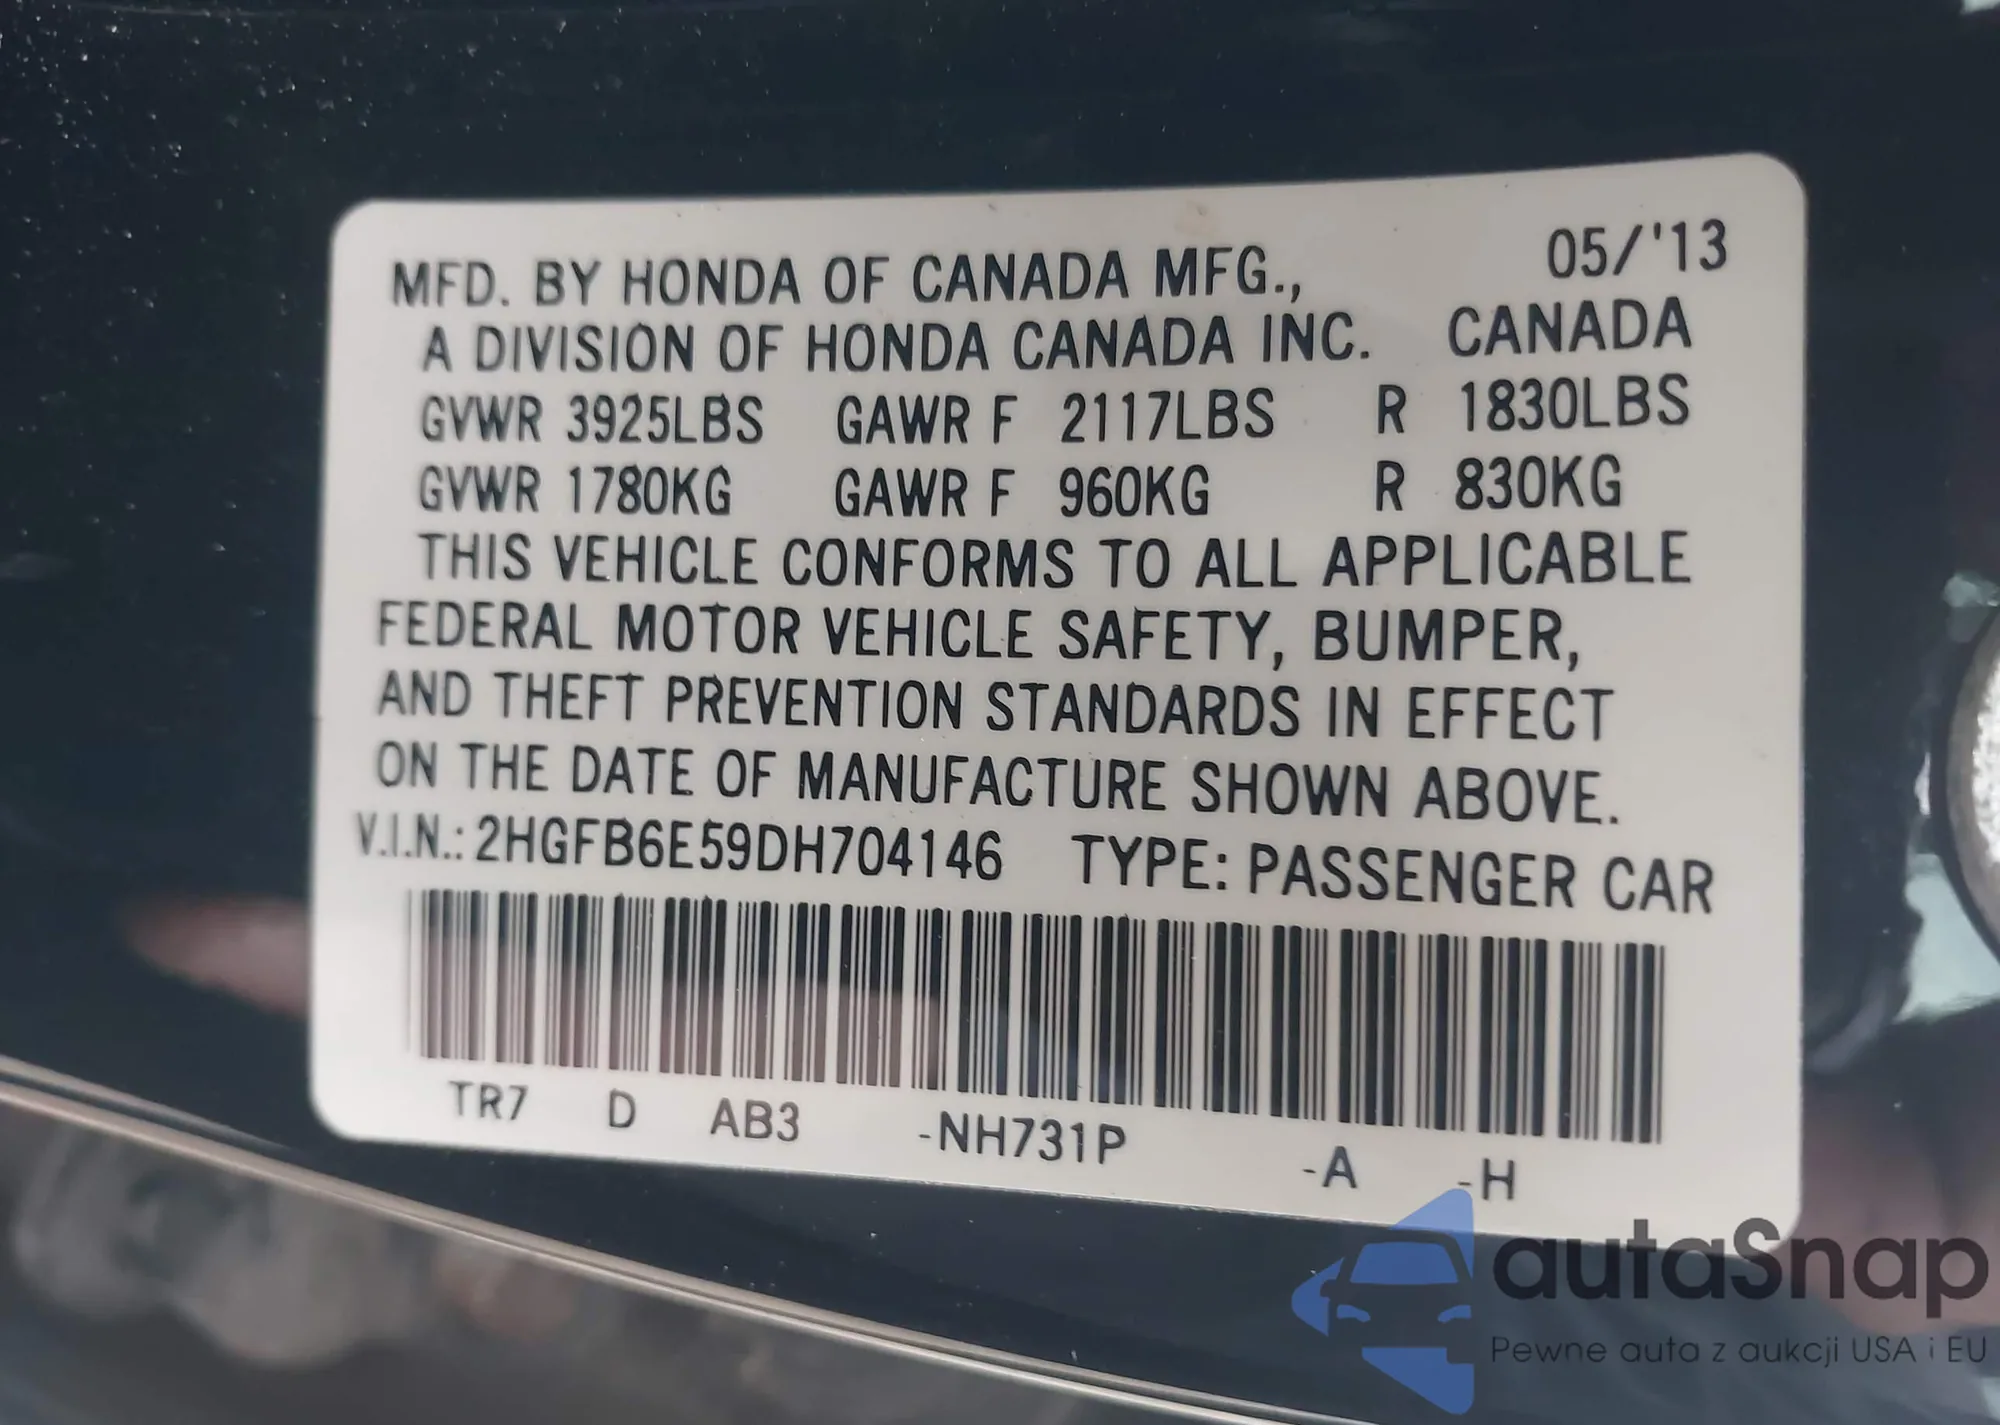 05/'13
MFD. BY HONDA OF CANADA MFG.,
A DIVISION OF HONDA CANADA INC. CANADA
GVWR 3925LBS GAWR F 2117LBS R 1830LBS
GVWR 1780KG GAWR F 960KG R 830KG
THIS VEHICLE CONFORMS TO ALL APPLICABLE
FEDERAL MOTOR VEHICLE SAFETY, BUMPER,
AND THEFT PREVENTION STANDARDS IN EFFECT
ON THE DATE OF MANUFACTURE SHOWN ABOVE.
V.I.N.: 2HGFB6E59DH704146 TYPE: PASSENGER CAR
TR7 D AB3 -NH731P -A -H
autaSnap
Pewne auta z aukcji USA i EU